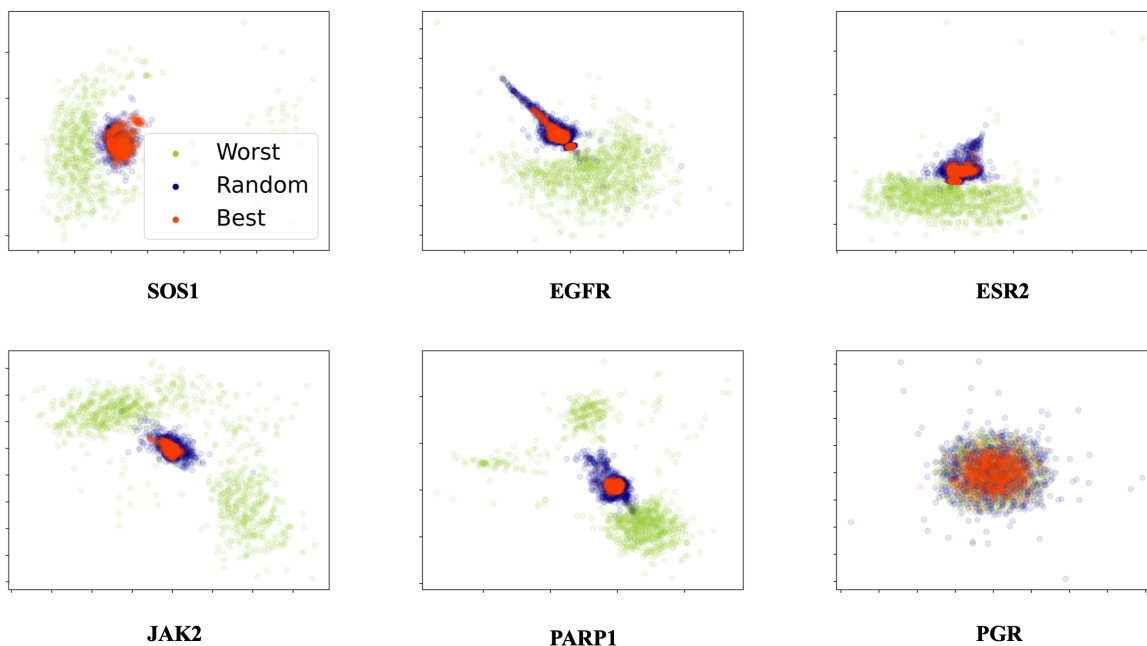 Worst
Random
Best
SOS1
EGFR
ESR2
JAK2
PARP1
PGR